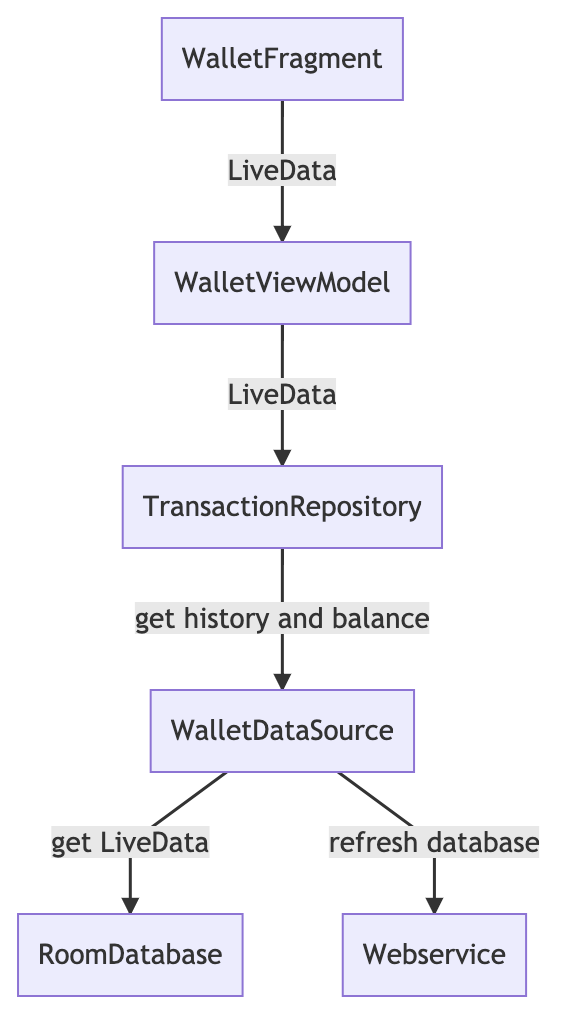 WalletFragment
LiveData
WalletViewModel
LiveData
TransactionRepository
get history and balance
WalletDataSource
get LiveData
refresh database
RoomDatabase
Webservice